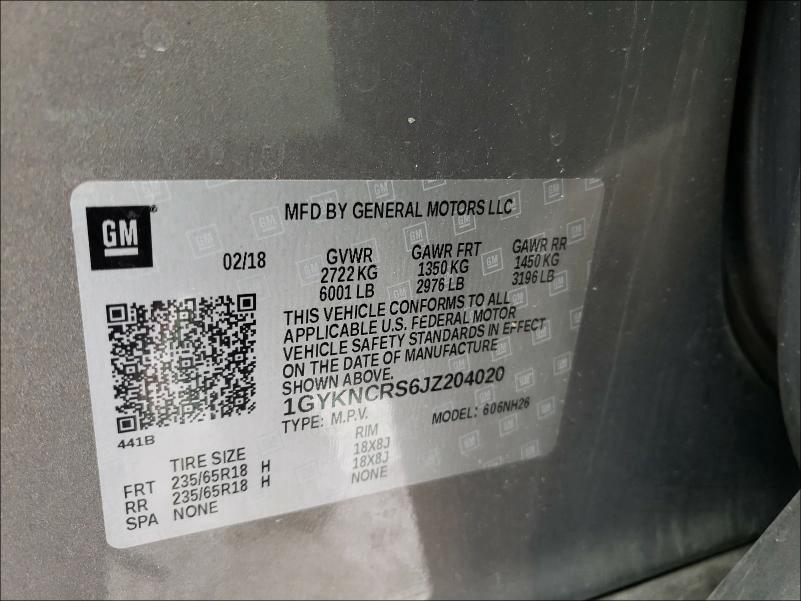 GM
MFD BY GENERAL MOTORS LLC
02/18
GVWR GAWR FRT GAWR RR
2722 KG 1350 KG 1450 KG
6001 LB 2976 LB 3196 LB
THIS VEHICLE CONFORMS TO ALL
APPLICABLE U.S. FEDERAL MOTOR
VEHICLE SAFETY STANDARDS IN EFFECT
ON THE DATE OF MANUFACTURE
SHOWN ABOVE.
1GYKNCRS6JZ204020
TYPE: M.P.V. MODEL: 606NH26
441B
TIRE SIZE RIM
FRT 235/65R18 H 18X8J
RR 235/65R18 H 18X8J
SPA NONE NONE